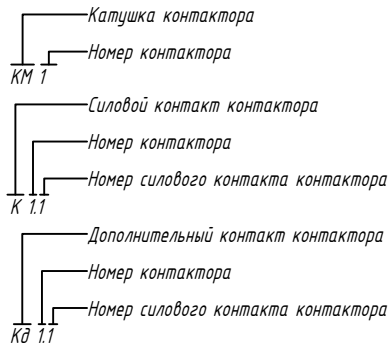 Катушка контактора
Номер контактора
КМ 1
Силовой контакт контактора
Номер контактора
Номер силового контакта контактора
К 1.1
Дополнительный контакт контактора
Номер контактора
Номер силового контакта контактора
Кд 1.1